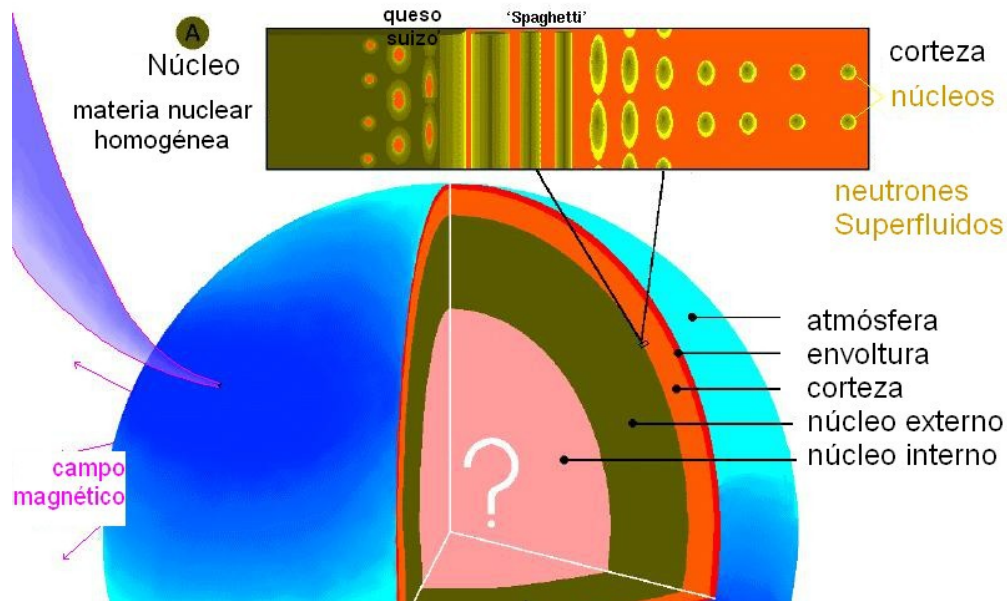 queso
suizo'
'Spaghetti'
A
Núcleo
materia nuclear
homogénea
corteza
núcleos
neutrones
Superfluidos
atmósfera
envoltura
corteza
núcleo externo
núcleo interno
?
campo
magnético